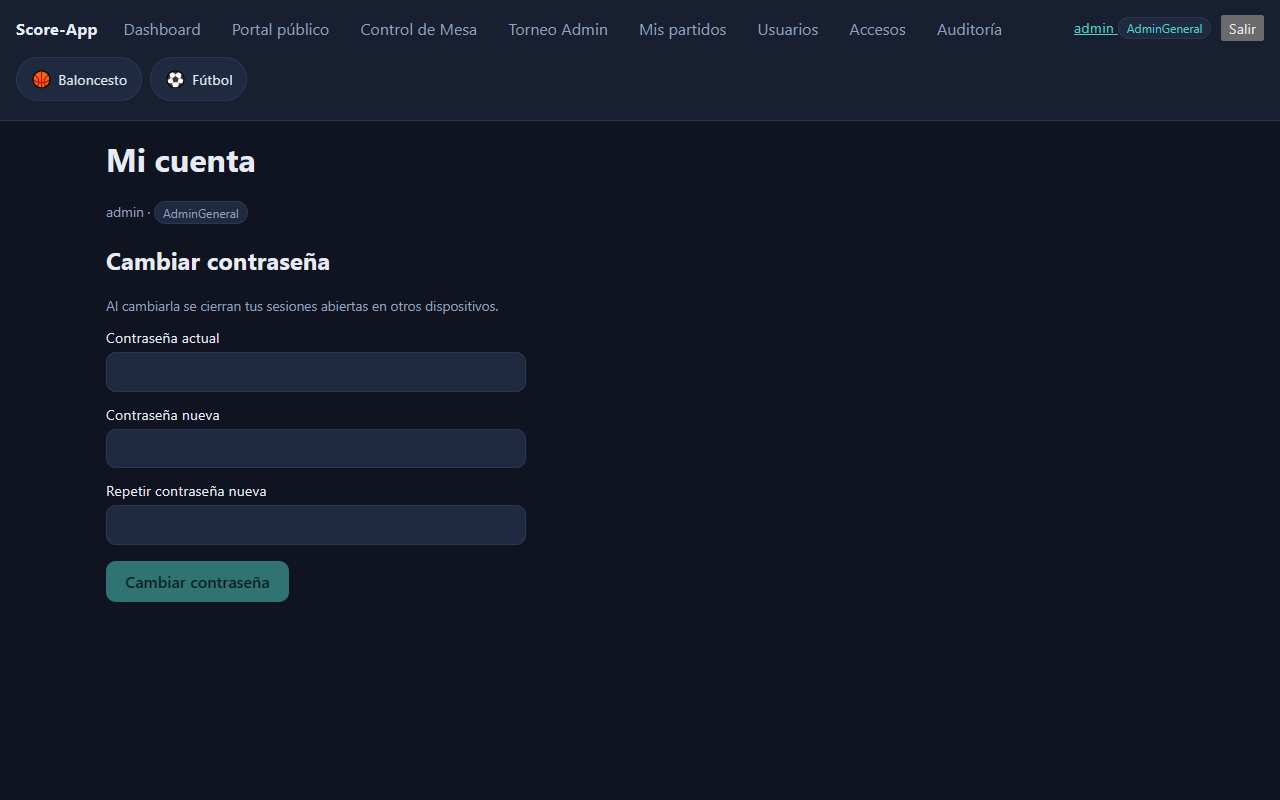 Score-App Dashboard Portal público Control de Mesa Torneo Admin Mis partidos Usuarios Accesos Auditoría admin AdminGeneral Salir
Baloncesto Fútbol
Mi cuenta
admin · AdminGeneral
Cambiar contraseña
Al cambiarla se cierran tus sesiones abiertas en otros dispositivos.
Contraseña actual
Contraseña nueva
Repetir contraseña nueva
Cambiar contraseña